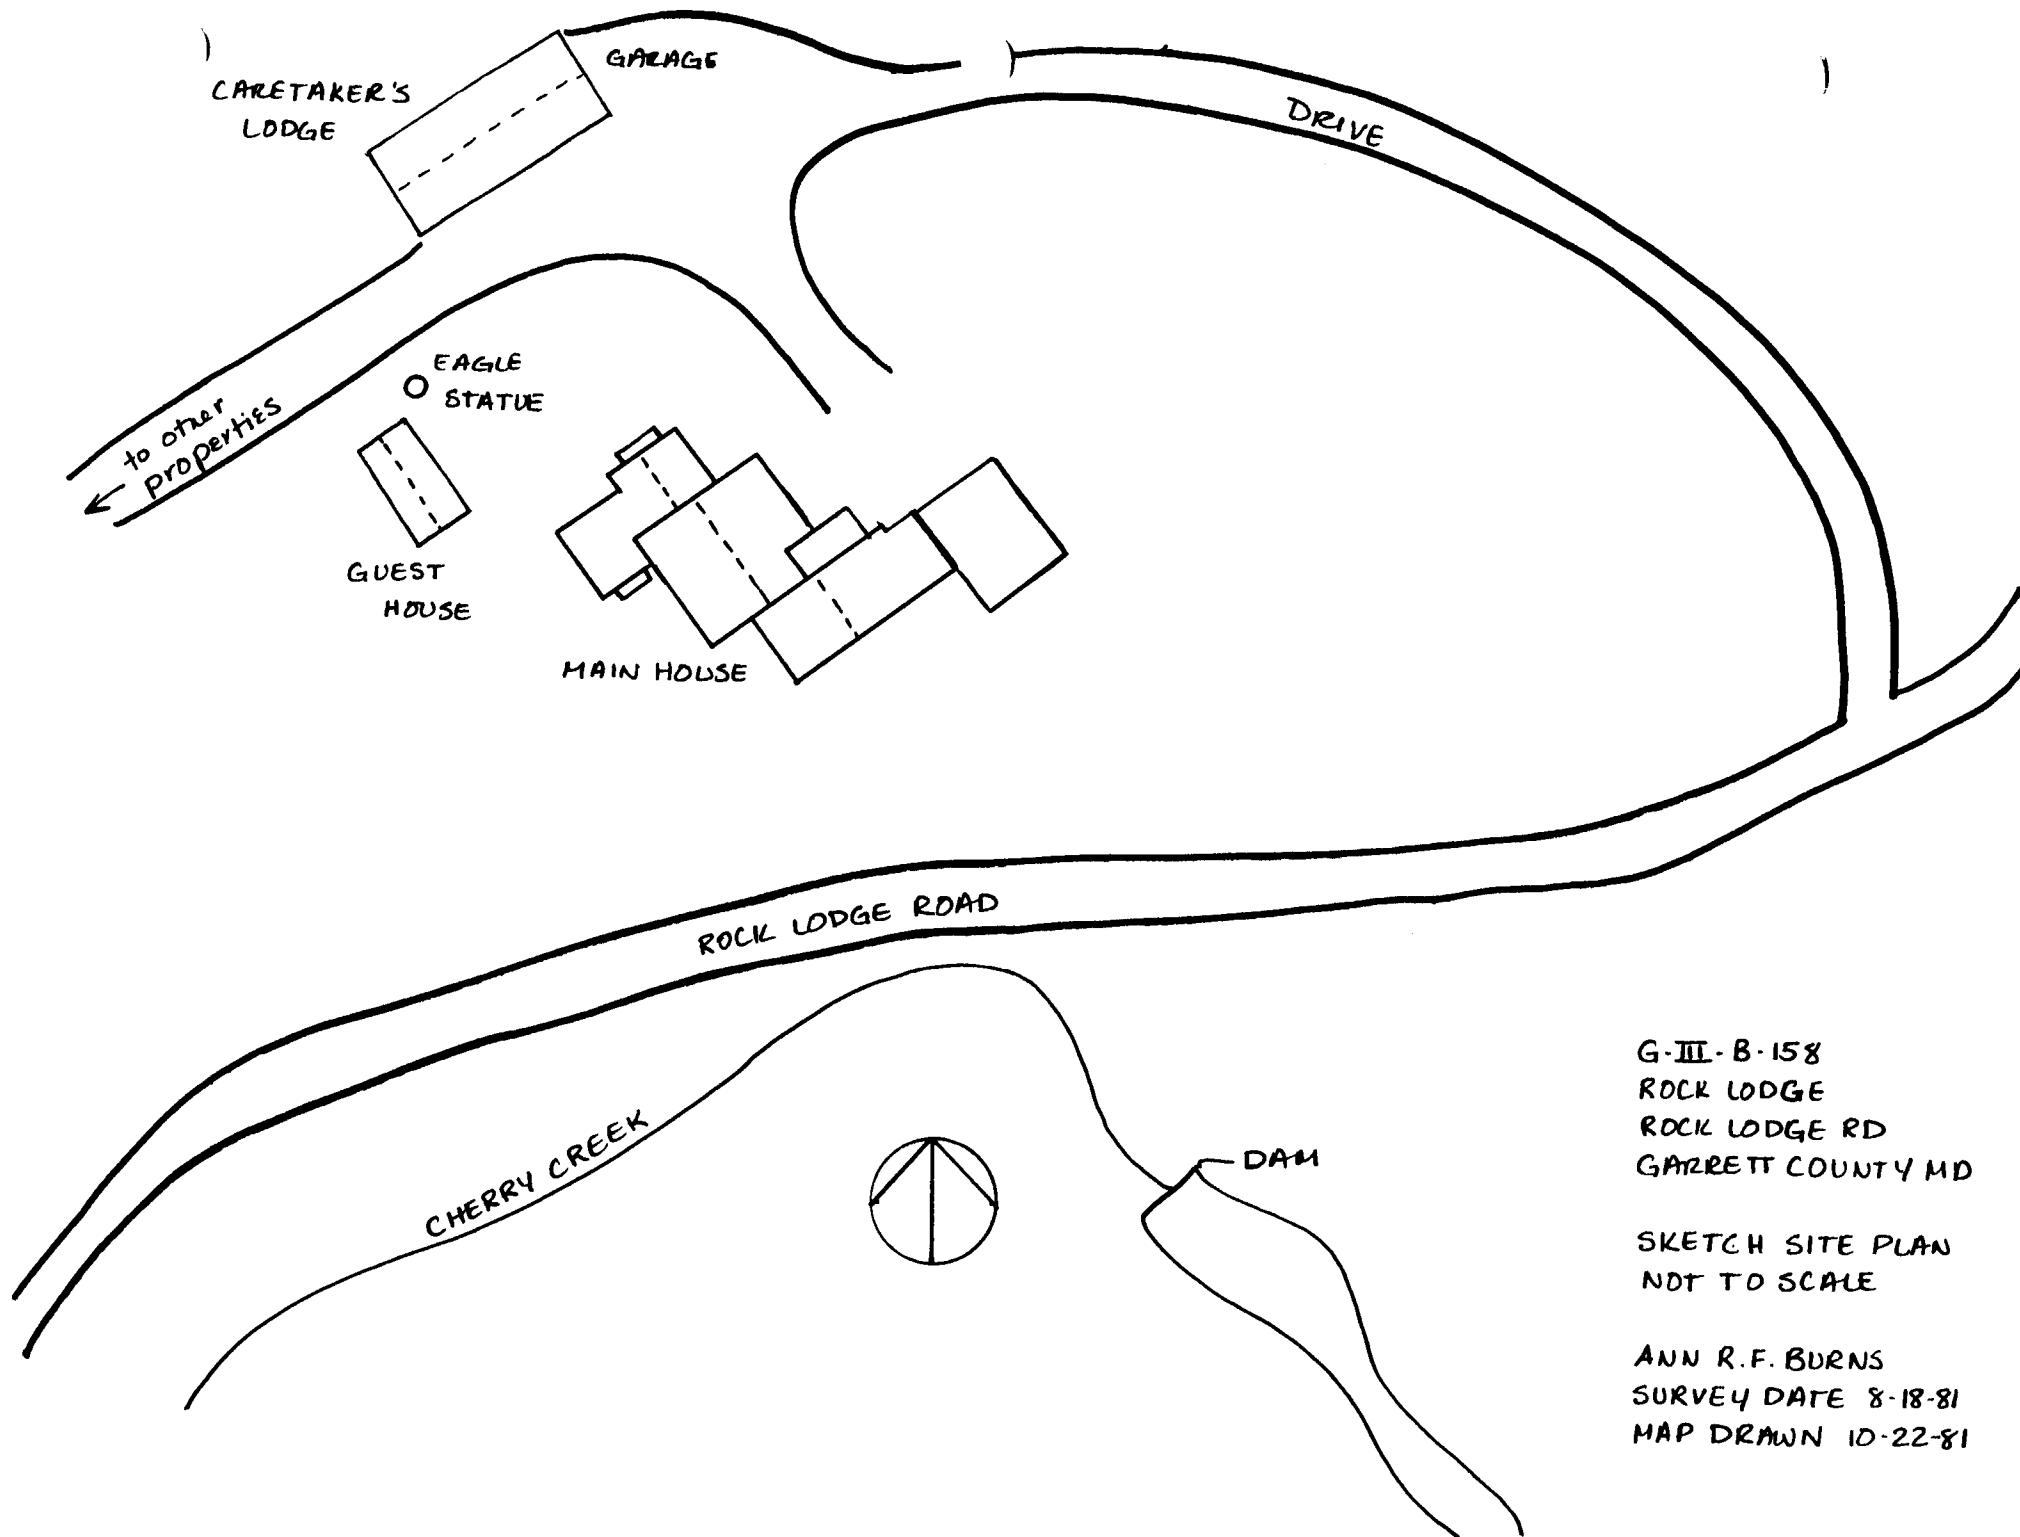 GARAGE
CARETAKER'S
LODGE
DRIVE
EAGLE
STATUE
to other
properties
GUEST
HOUSE
MAIN HOUSE
ROCK LODGE ROAD
CHERRY CREEK
DAM
G-III-B-158
ROCK LODGE
ROCK LODGE RD
GARRETT COUNTY MD
SKETCH SITE PLAN
NOT TO SCALE
ANN R.F. BURNS
SURVEY DATE 8-18-81
MAP DRAWN 10-22-81